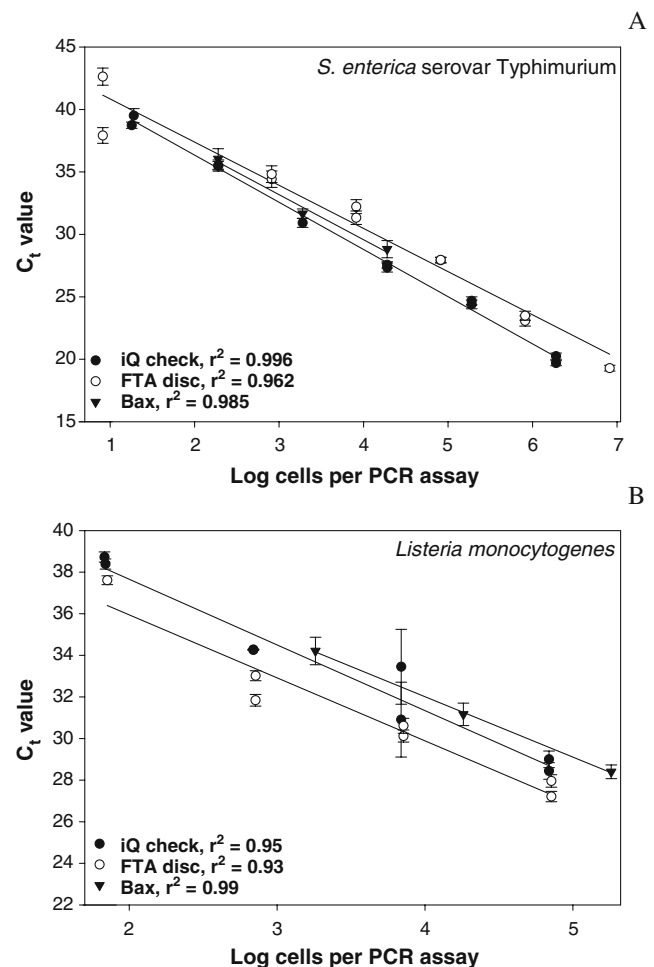 A
S. enterica serovar Typhimurium
45
40
35
30
25
20
15
C_t value
iQ check, r² = 0.996
FTA disc, r² = 0.962
Bax, r² = 0.985
1 2 3 4 5 6 7
Log cells per PCR assay
B
Listeria monocytogenes
40
38
36
34
32
30
28
26
24
22
C_t value
iQ check, r² = 0.95
FTA disc, r² = 0.93
Bax, r² = 0.99
2 3 4 5
Log cells per PCR assay